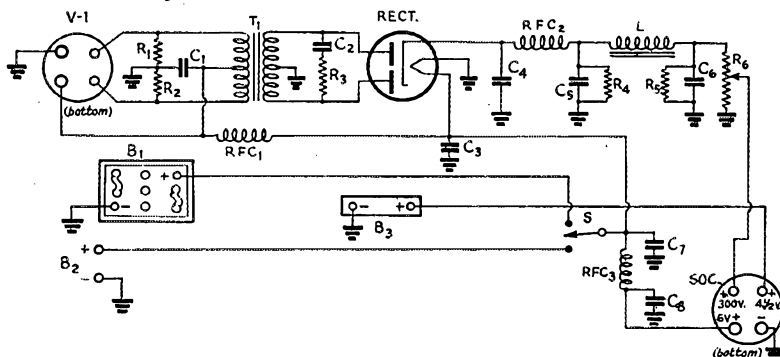 V-1
T1
RECT.
RFC2
L
R1
C1
C2
R6
R2
R3
C4
C5
R4
R5
C6
(bottom)
RFC1
C3
B1
+
-
- +
B3
S
C7
+
B2
-
RFC3
C8
SOC.
+ +
300V. 4½V.
6V+ -
(bottom)